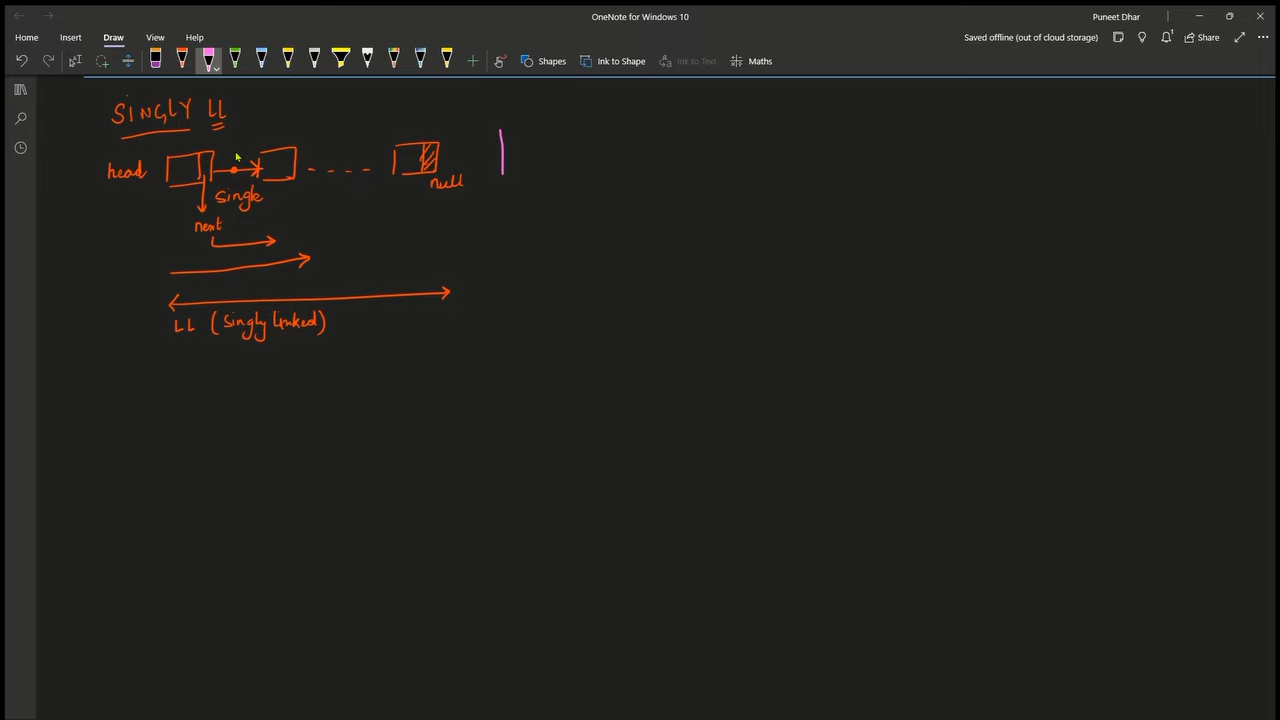 OneNote for Windows 10
Puneet Dhar
Home Insert Draw View Help
Saved offline (out of cloud storage)
Share
Shapes
Ink to Shape
Ink to Text
Maths
SINGLY LL
head
null
single
next
LL (singly linked)